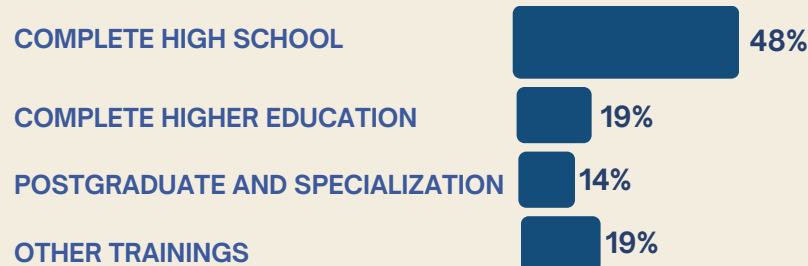 COMPLETE HIGH SCHOOL 48%
COMPLETE HIGHER EDUCATION 19%
POSTGRADUATE AND SPECIALIZATION 14%
OTHER TRAININGS 19%